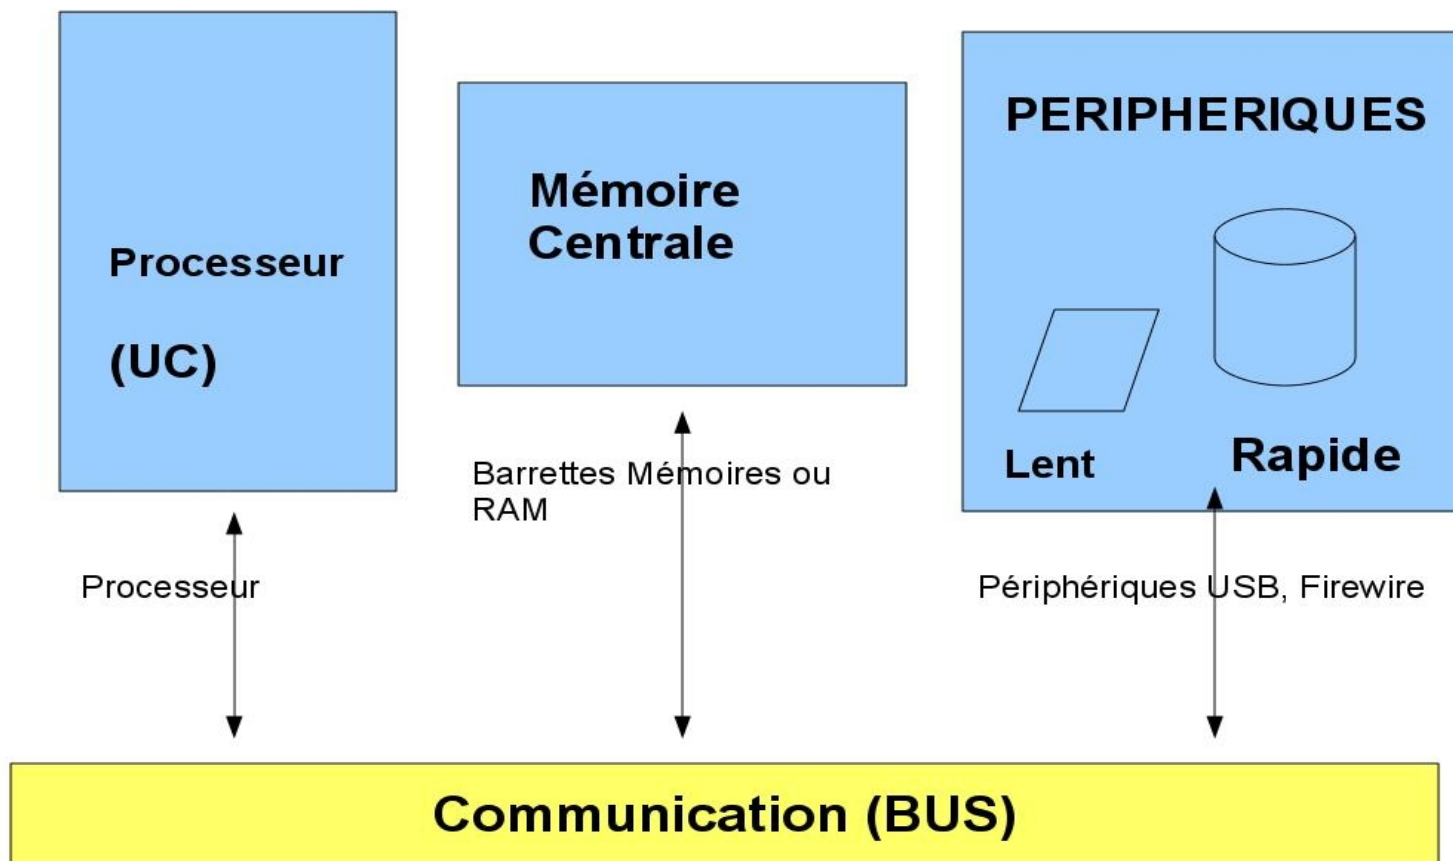 Processeur
(UC)
Mémoire
Centrale
PERIPHERIQUES
Lent
Rapide
Processeur
Barrettes Mémoires ou
RAM
Périphériques USB, Firewire
Communication (BUS)